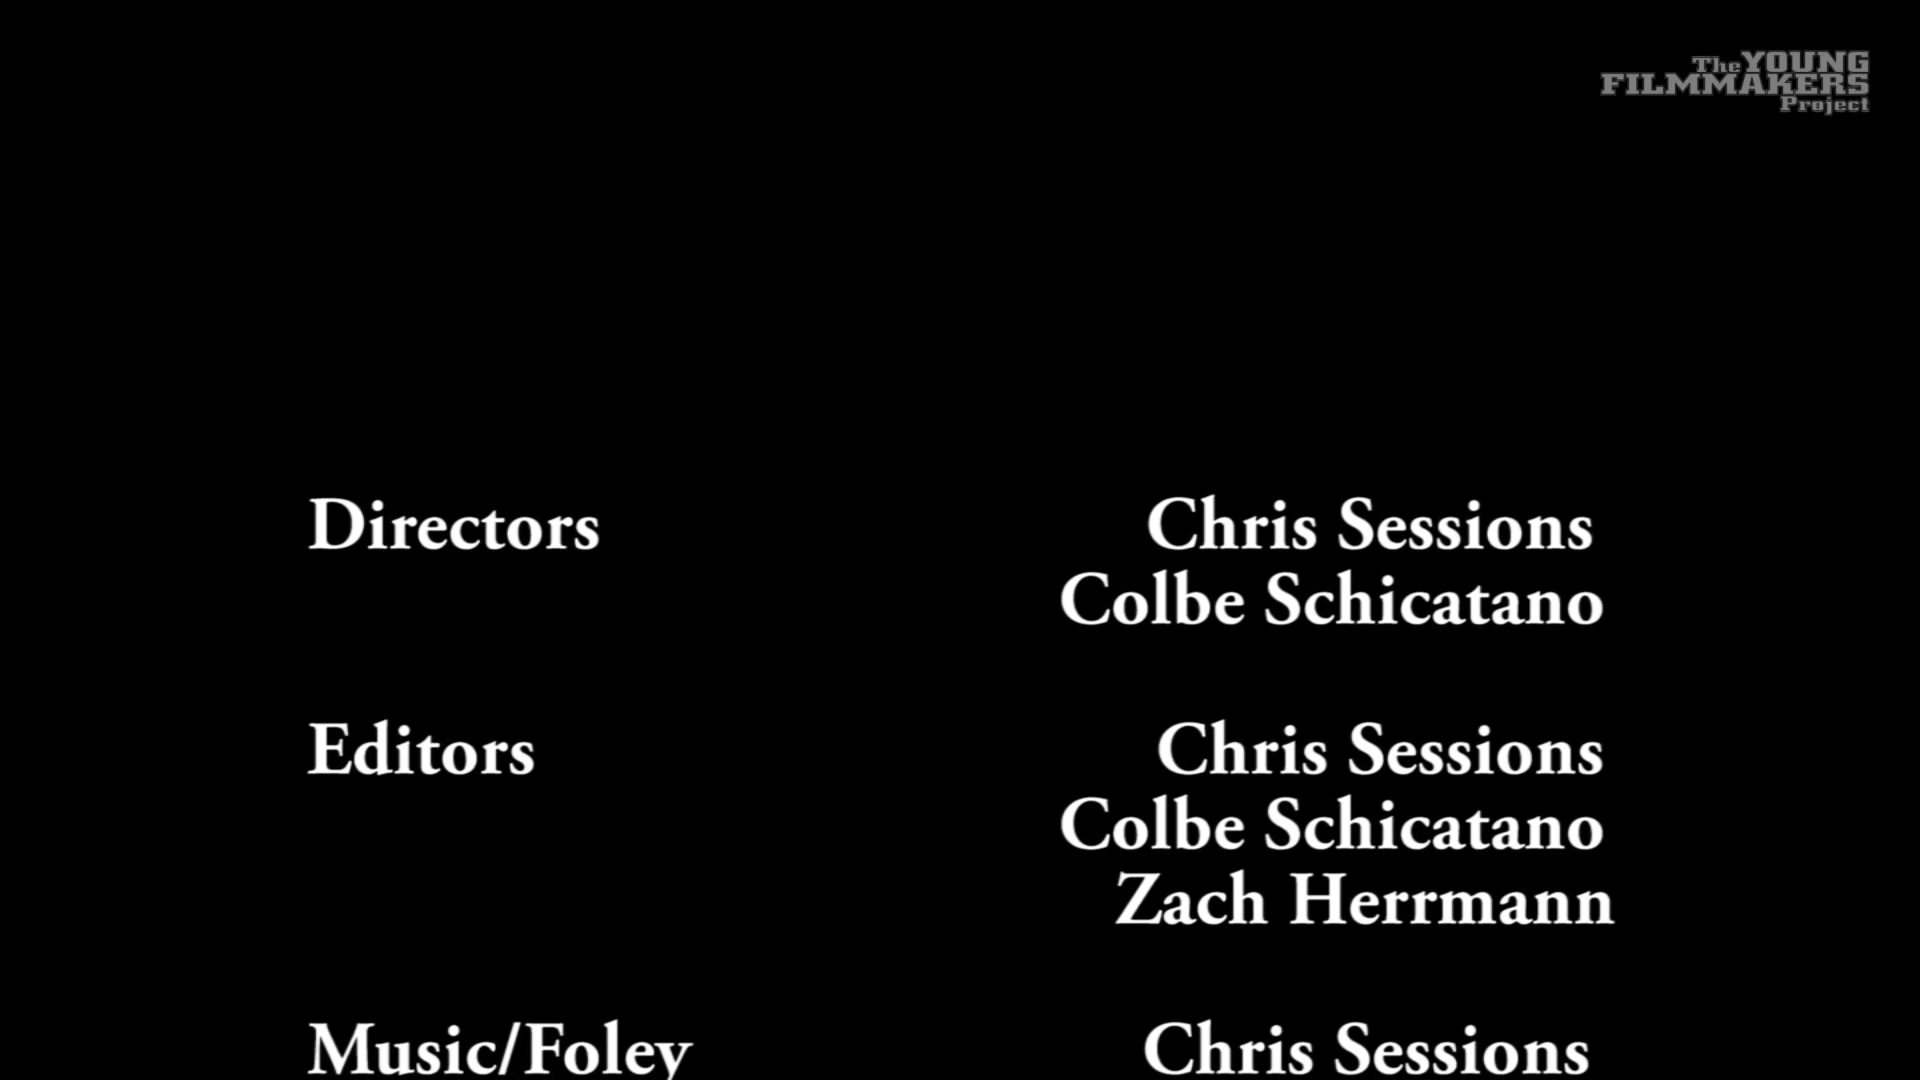 The YOUNG
FILMMAKERS
Project
Directors Chris Sessions
Colbe Schicatano
Editors Chris Sessions
Colbe Schicatano
Zach Herrmann
Music/Foley Chris Sessions